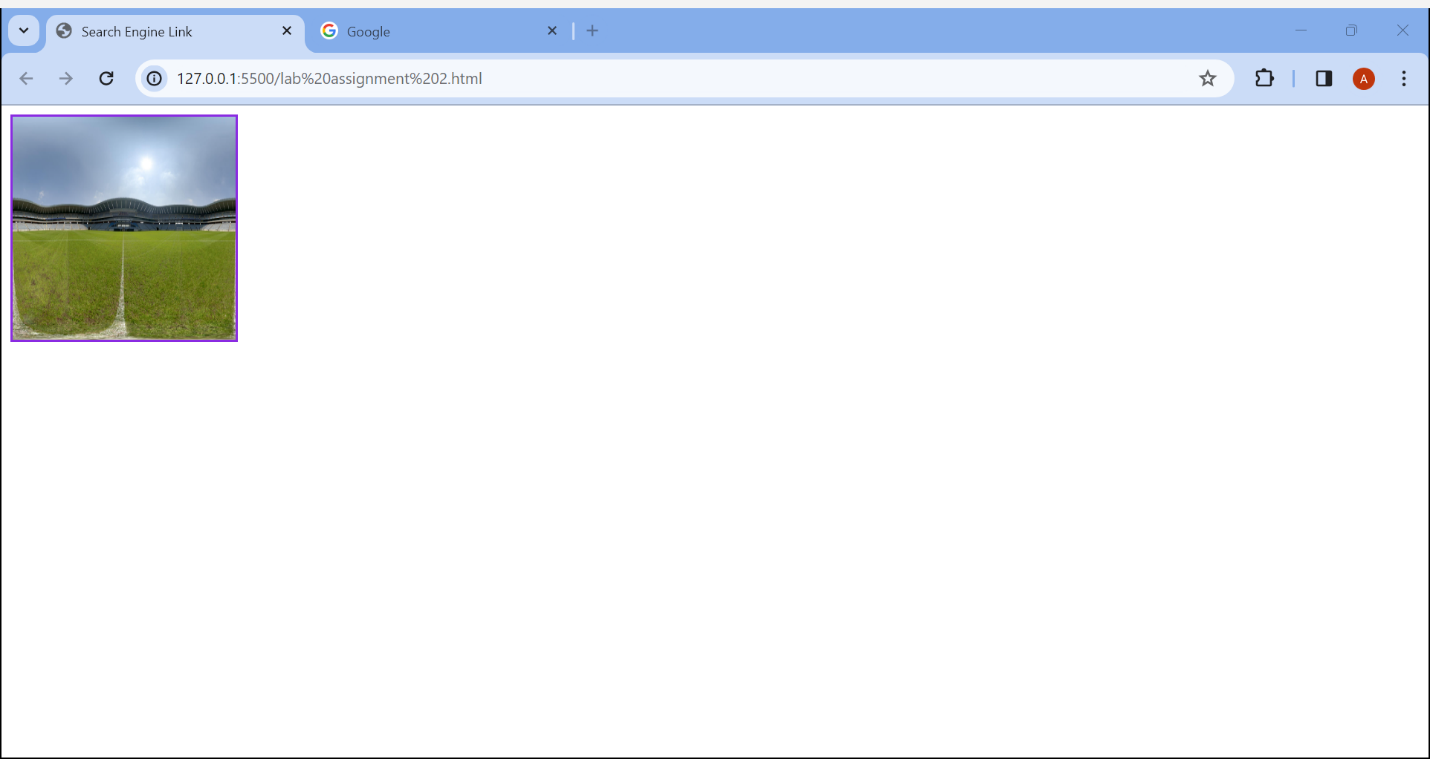 Search Engine Link
Google
127.0.0.1:5500/lab%20assignment%202.html
A